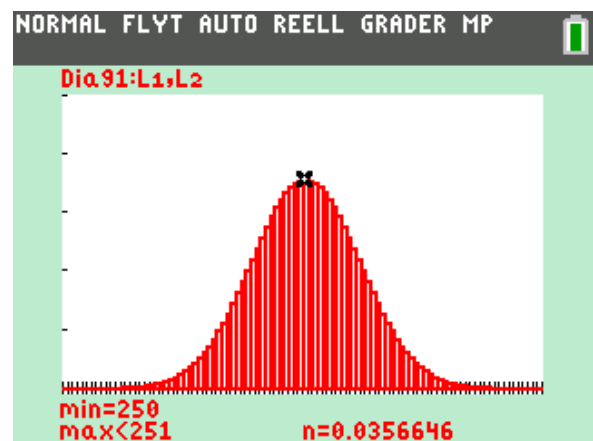 NORMAL FLYT AUTO REELL GRADER MP
Dia91:L1,L2
min=250
max<251 n=0.0356646